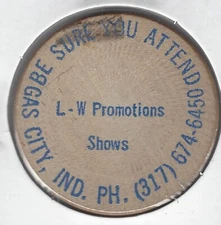 BE SURE YOU ATTEND
L-W Promotions
Shows
GAS CITY, IND. PH. (317) 674-6450